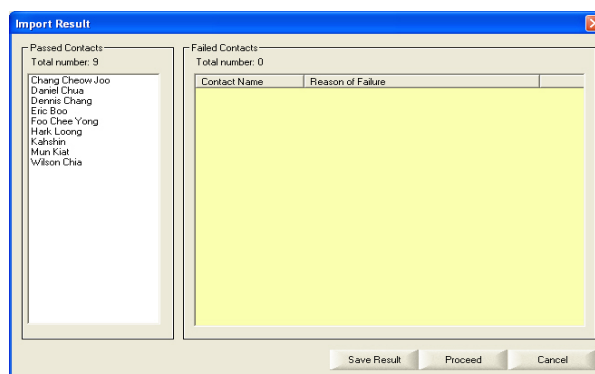 Import Result
Passed Contacts
Total number: 9
Chang Cheow Joo
Daniel Chua
Dennis Chang
Eric Boo
Foo Chee Yong
Hark Loong
Kahshin
Mun Kiat
Wilson Chia
Failed Contacts
Total number: 0
Contact Name Reason of Failure
Save Result Proceed Cancel